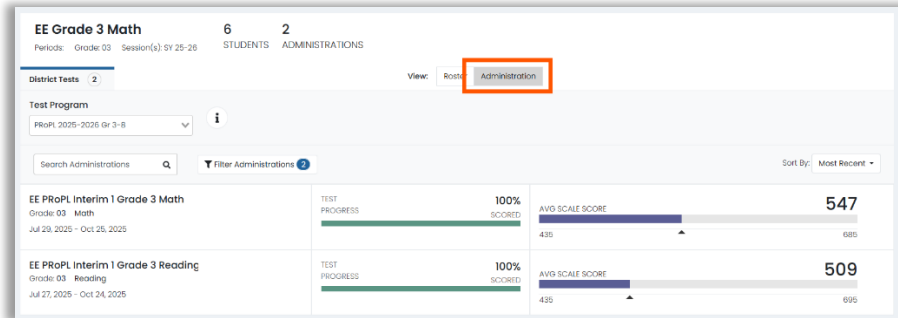 EE Grade 3 Math
6
2
Periods: Grade: 03 Session(s): SY 25-26
STUDENTS
ADMINISTRATIONS
District Tests 2
View: Roster Administration
Test Program
PRoPL 2025-2026 Gr 3-8
i
Search Administrations
Filter Administrations 2
Sort By: Most Recent
EE PRoPL Interim 1 Grade 3 Math
Grade: 03 Math
Jul 29, 2025 - Oct 25, 2025
TEST PROGRESS
100%
SCORED
AVG SCALE SCORE
547
435
685
EE PRoPL Interim 1 Grade 3 Reading
Grade: 03 Reading
Jul 27, 2025 - Oct 24, 2025
TEST PROGRESS
100%
SCORED
AVG SCALE SCORE
509
435
695